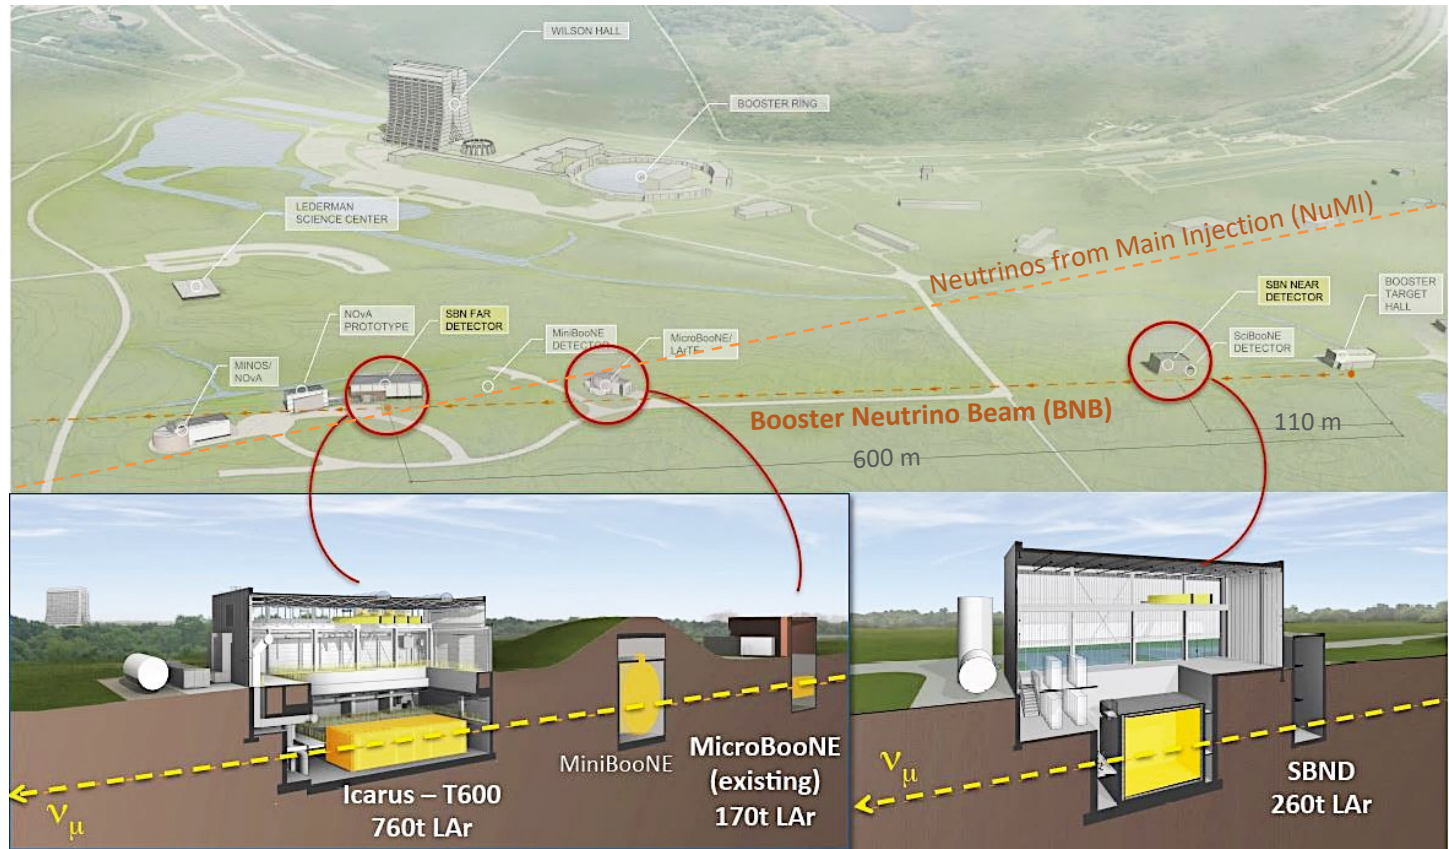 WILSON HALL
BOOSTER RING
LEDERMAN
SCIENCE CENTER
Neutrinos from Main Injection (NuMI)
NOvA
PROTOTYPE
SBN FAR
DETECTOR
MiniBooNE
DETECTOR
MicroBooNE/
LArTF
SBN NEAR
DETECTOR
BOOSTER
TARGET
HALL
SciBooNE
DETECTOR
MINOS/
NOvA
Booster Neutrino Beam (BNB)
110 m
600 m
MiniBooNE
MicroBooNE
(existing)
170t LAr
Icarus – T600
760t LAr
νμ
SBND
260t LAr
νμ